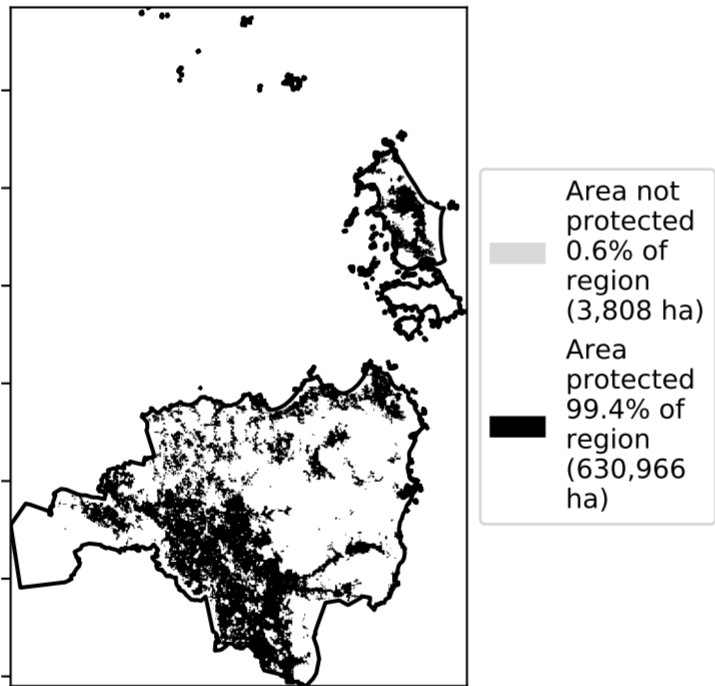 Area not
protected
0.6% of
region
(3,808 ha)
Area
protected
99.4% of
region
(630,966
ha)